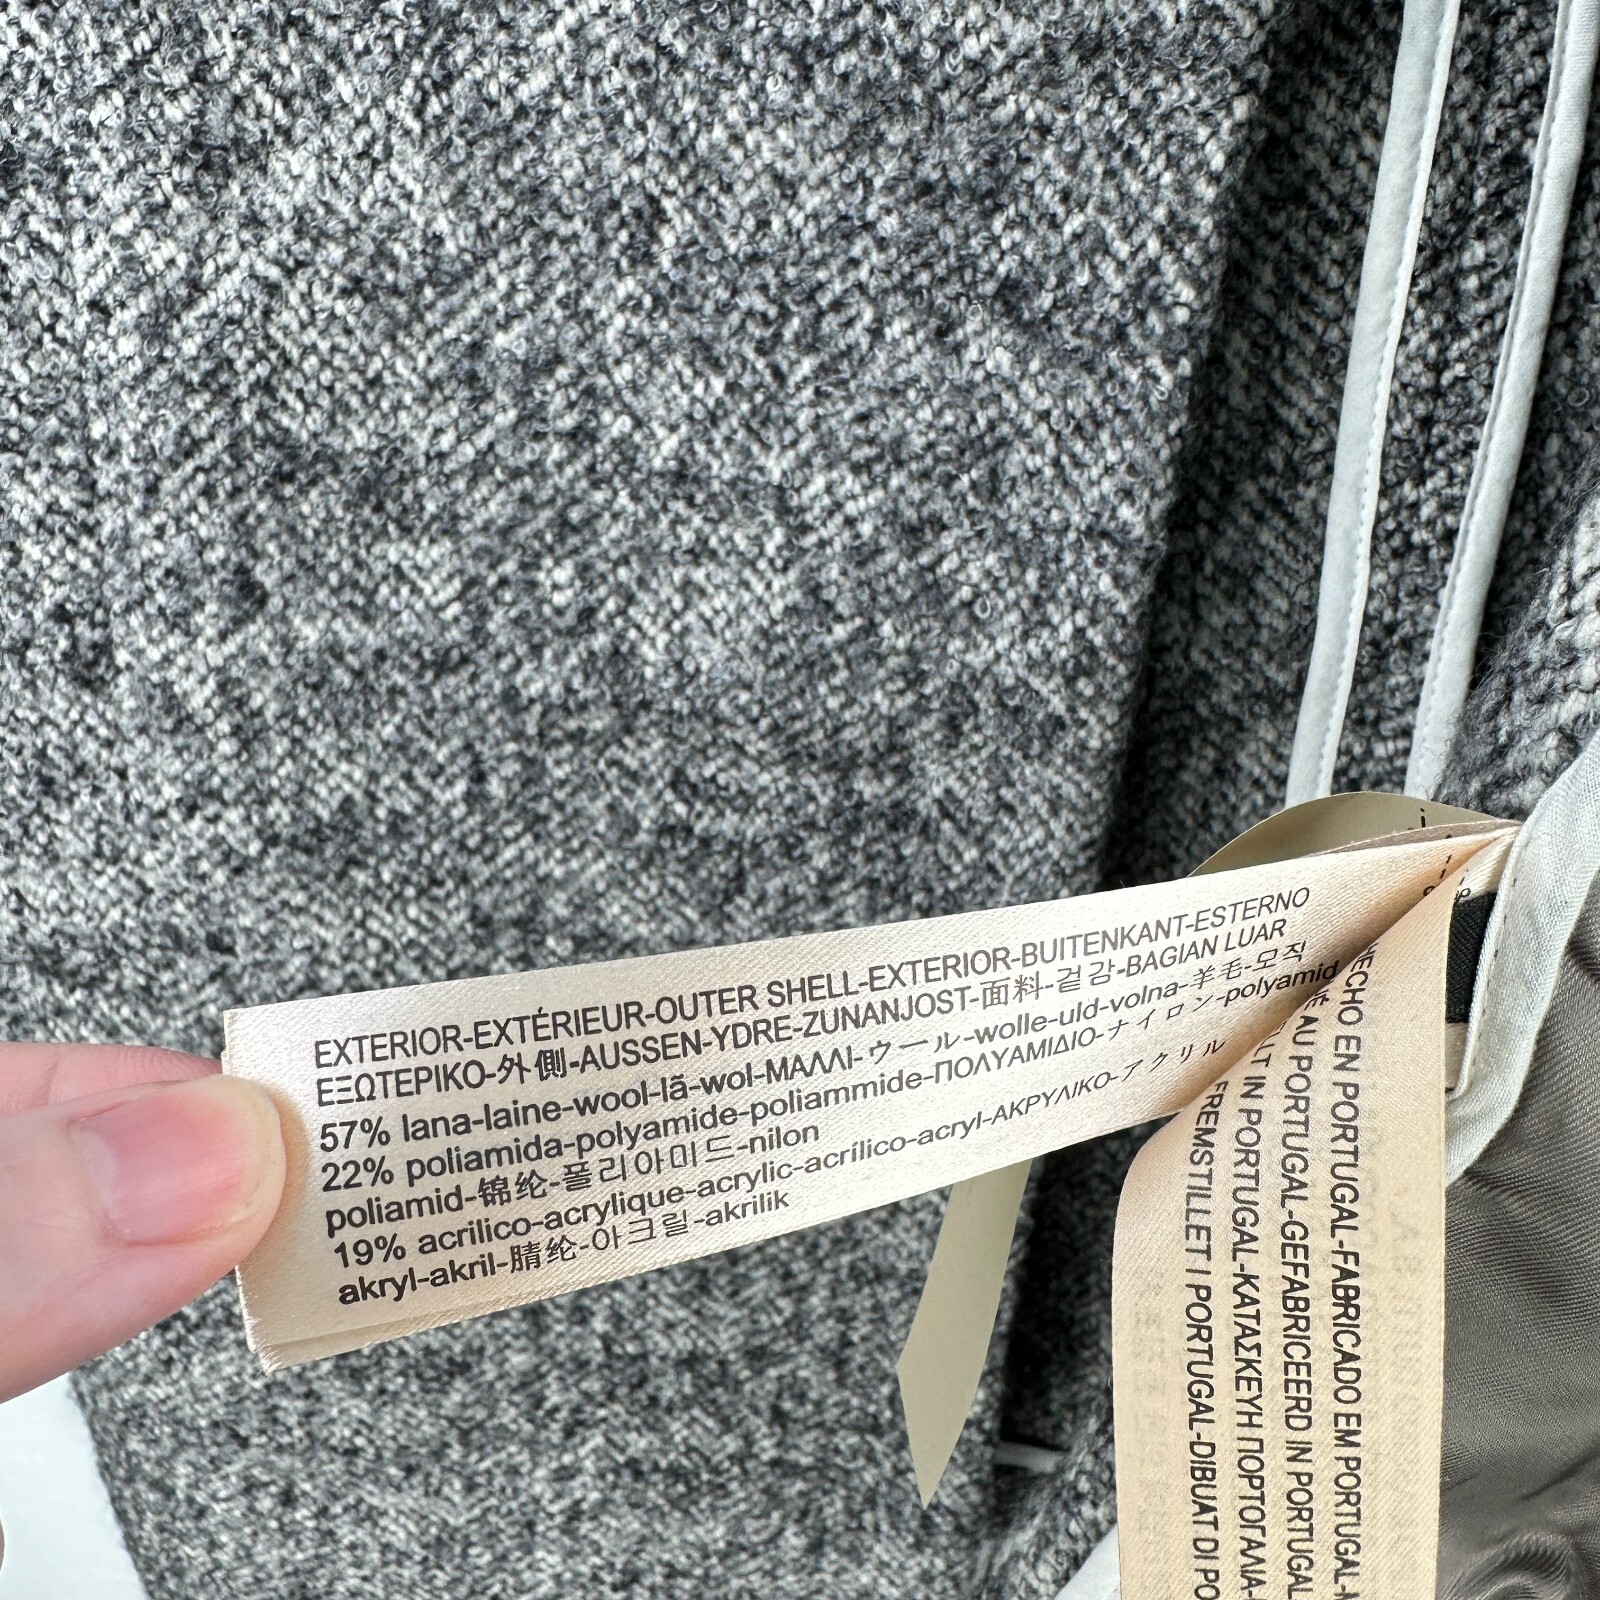 EXTERIOR-EXTÉRIEUR-OUTER SHELL-EXTERIOR-BUITENKANT-ESTERNO
ΕΞΩΤΕΡΙΚΟ-外側-AUSSEN-YDRE-ZUNANJOST-面料-겉감-BAGIAN LUAR
57% lana-laine-wool-lã-wol-ΜΑΛΛΙ-ウール-wolle-uld-volna-羊毛-모직
22% poliamida-polyamide-poliammide-ΠΟΛΥΑΜΙΔΙΟ-ナイロン-polyamid
poliamid-锦纶-폴리아미드-nilon
19% acrilico-acrylique-acrylic-acrílico-acryl-ΑΚΡΥΛΙΚΟ-アクリル
akryl-akril-腈纶-아크릴-akrilik
HECHO EN PORTUGAL-FABRICADO EM PORTUGAL-
AU PORTUGAL-GEFABRICEERD IN PORTUGAL
IN PORTUGAL-ΚΑΤΑΣΚΕΥΗ ΠΟΡΤΟΓΑΛΙΑ-
FREMSTILLET I PORTUGAL-DIBUAT DI PO